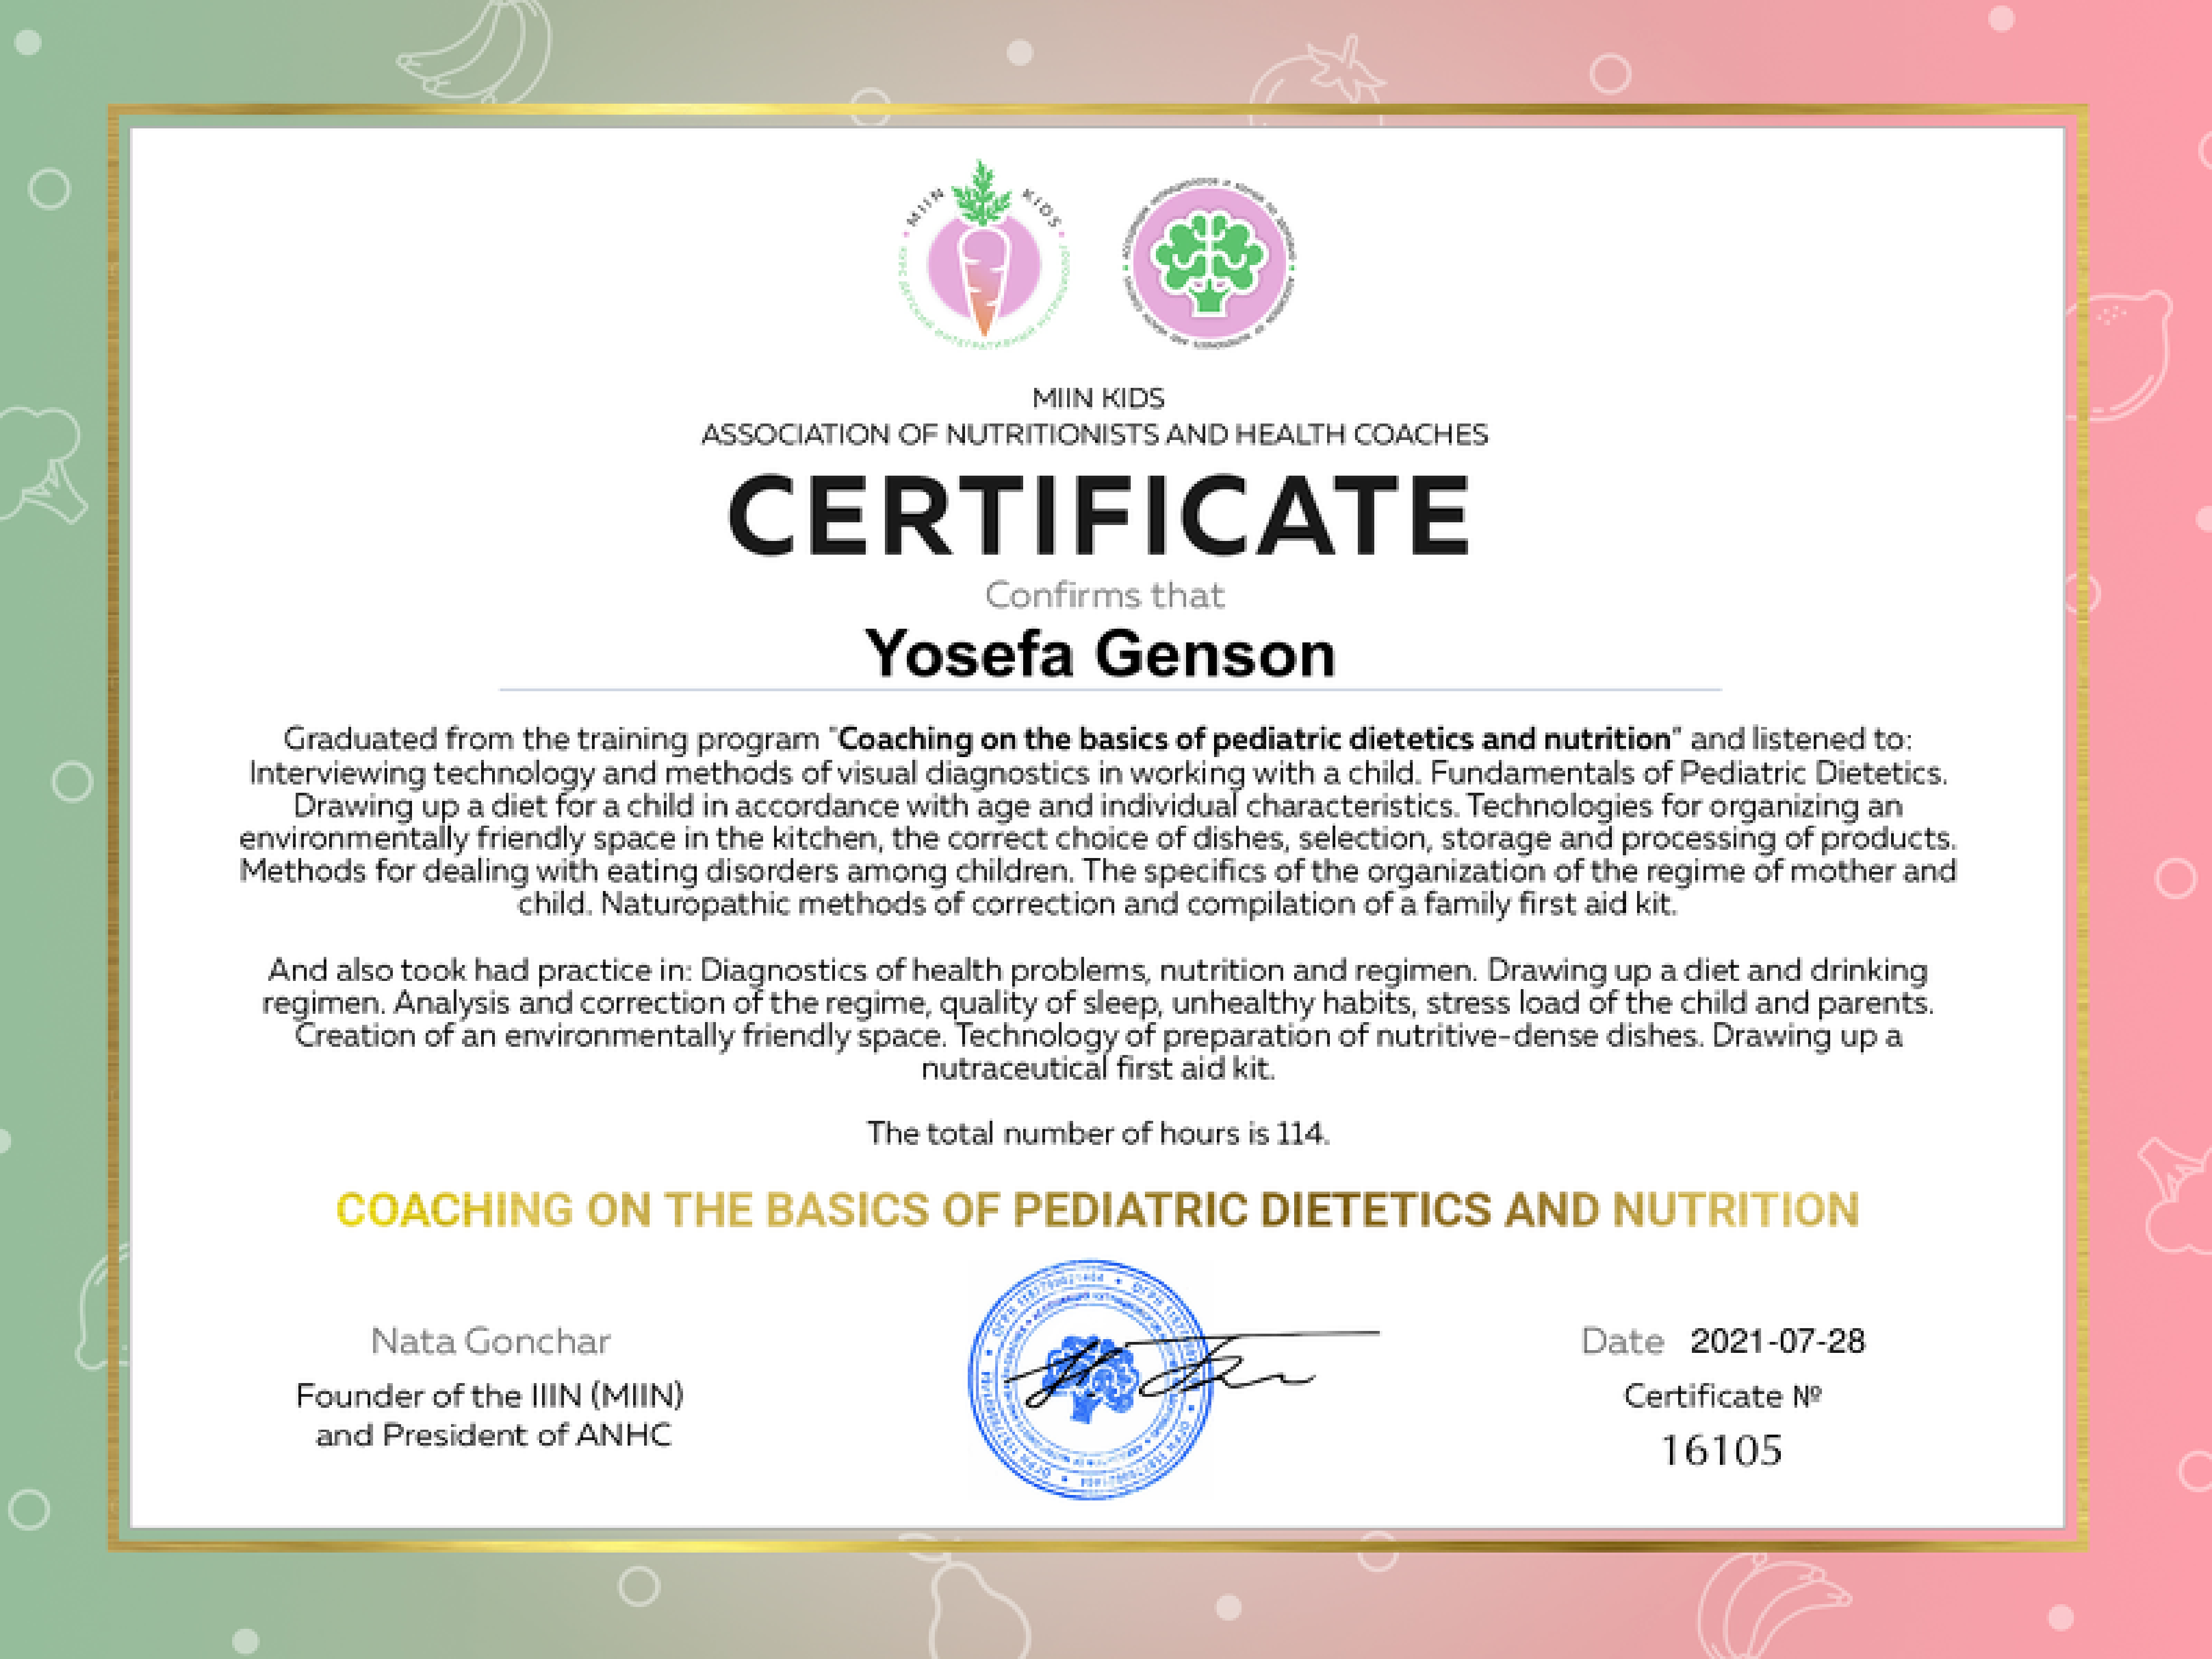 MIIN KIDS
КУРС ДЕТСКИЙ ИНТЕГРАТИВНЫЙ НУТРИЦИОЛОГ
MIIN KIDS
ASSOCIATION OF NUTRITIONISTS AND HEALTH COACHES
CERTIFICATE
Confirms that
Yosefa Genson
Graduated from the training program "Coaching on the basics of pediatric dietetics and nutrition" and listened to:
Interviewing technology and methods of visual diagnostics in working with a child. Fundamentals of Pediatric Dietetics.
Drawing up a diet for a child in accordance with age and individual characteristics. Technologies for organizing an
environmentally friendly space in the kitchen, the correct choice of dishes, selection, storage and processing of products.
Methods for dealing with eating disorders among children. The specifics of the organization of the regime of mother and
child. Naturopathic methods of correction and compilation of a family first aid kit.
And also took had practice in: Diagnostics of health problems, nutrition and regimen. Drawing up a diet and drinking
regimen. Analysis and correction of the regime, quality of sleep, unhealthy habits, stress load of the child and parents.
Creation of an environmentally friendly space. Technology of preparation of nutritive-dense dishes. Drawing up a
nutraceutical first aid kit.
The total number of hours is 114.
COACHING ON THE BASICS OF PEDIATRIC DIETETICS AND NUTRITION
Nata Gonchar
Founder of the IIIN (MIIN)
and President of ANHC
Date 2021-07-28
Certificate №
16105